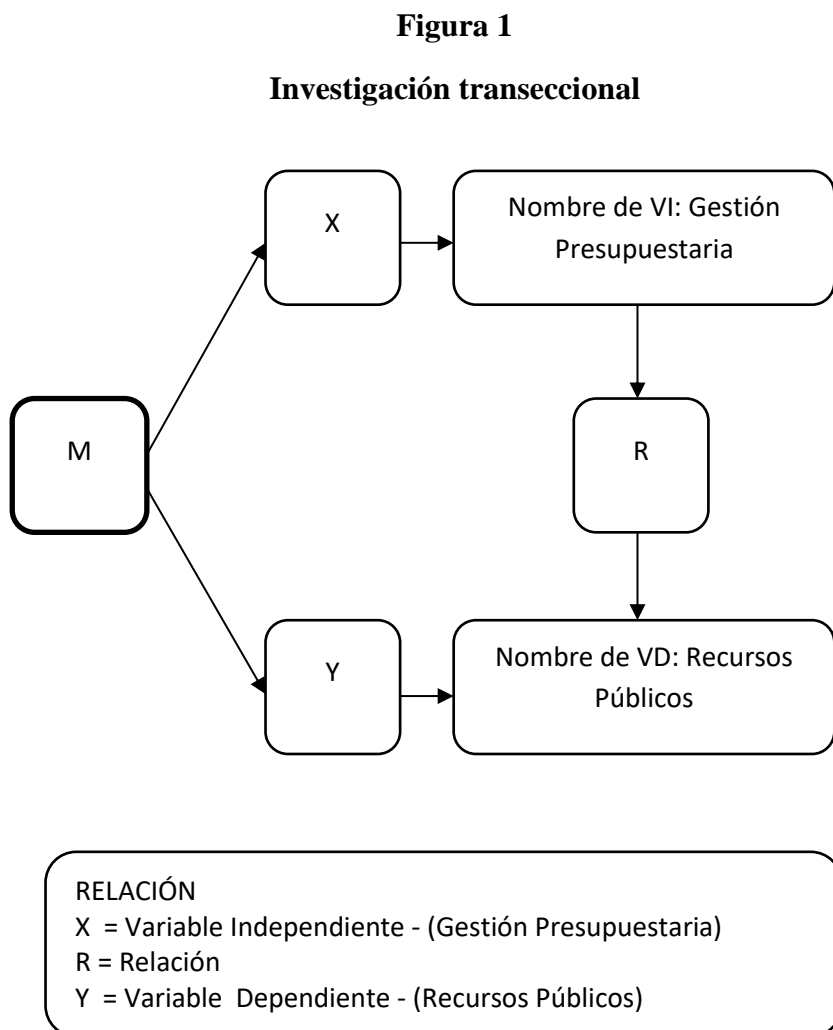 Figura 1
Investigación transeccional
X
Nombre de VI: Gestión
Presupuestaria
M
R
Y
Nombre de VD: Recursos
Públicos
RELACIÓN
X = Variable Independiente - (Gestión Presupuestaria)
R = Relación
Y = Variable Dependiente - (Recursos Públicos)